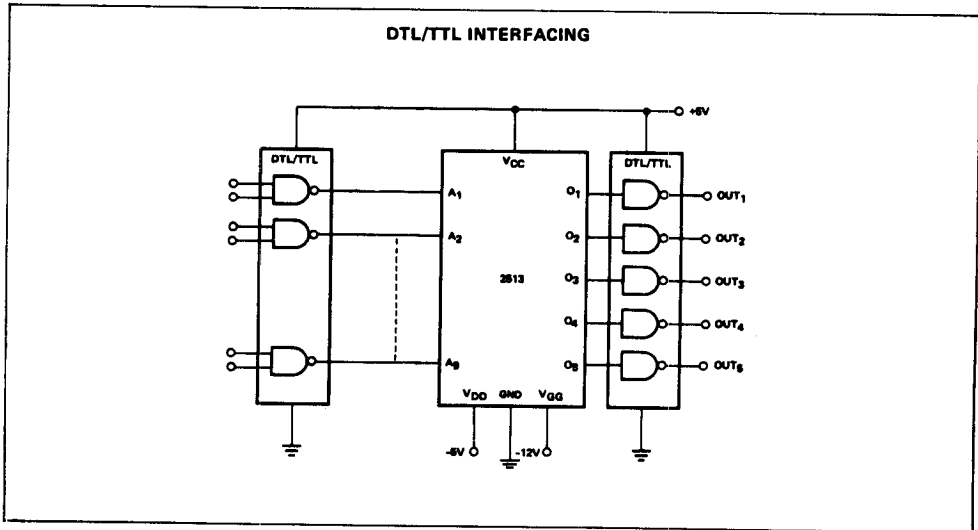 DTL/TTL INTERFACING
+5V
DTL/TTL
VCC
DTL/TTL
A1
O1
OUT1
A2
O2
OUT2
2513
O3
OUT3
O4
OUT4
A9
O5
OUT5
VDD GND VGG
-5V
-12V